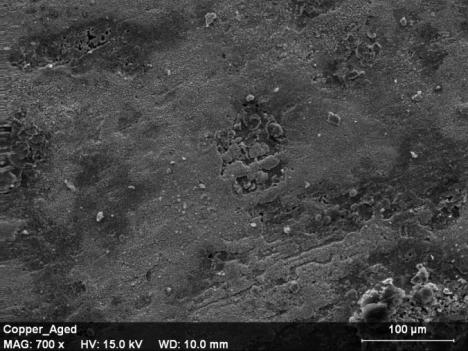 Copper_Aged
MAG: 700 x HV: 15.0 kV WD: 10.0 mm
100 µm